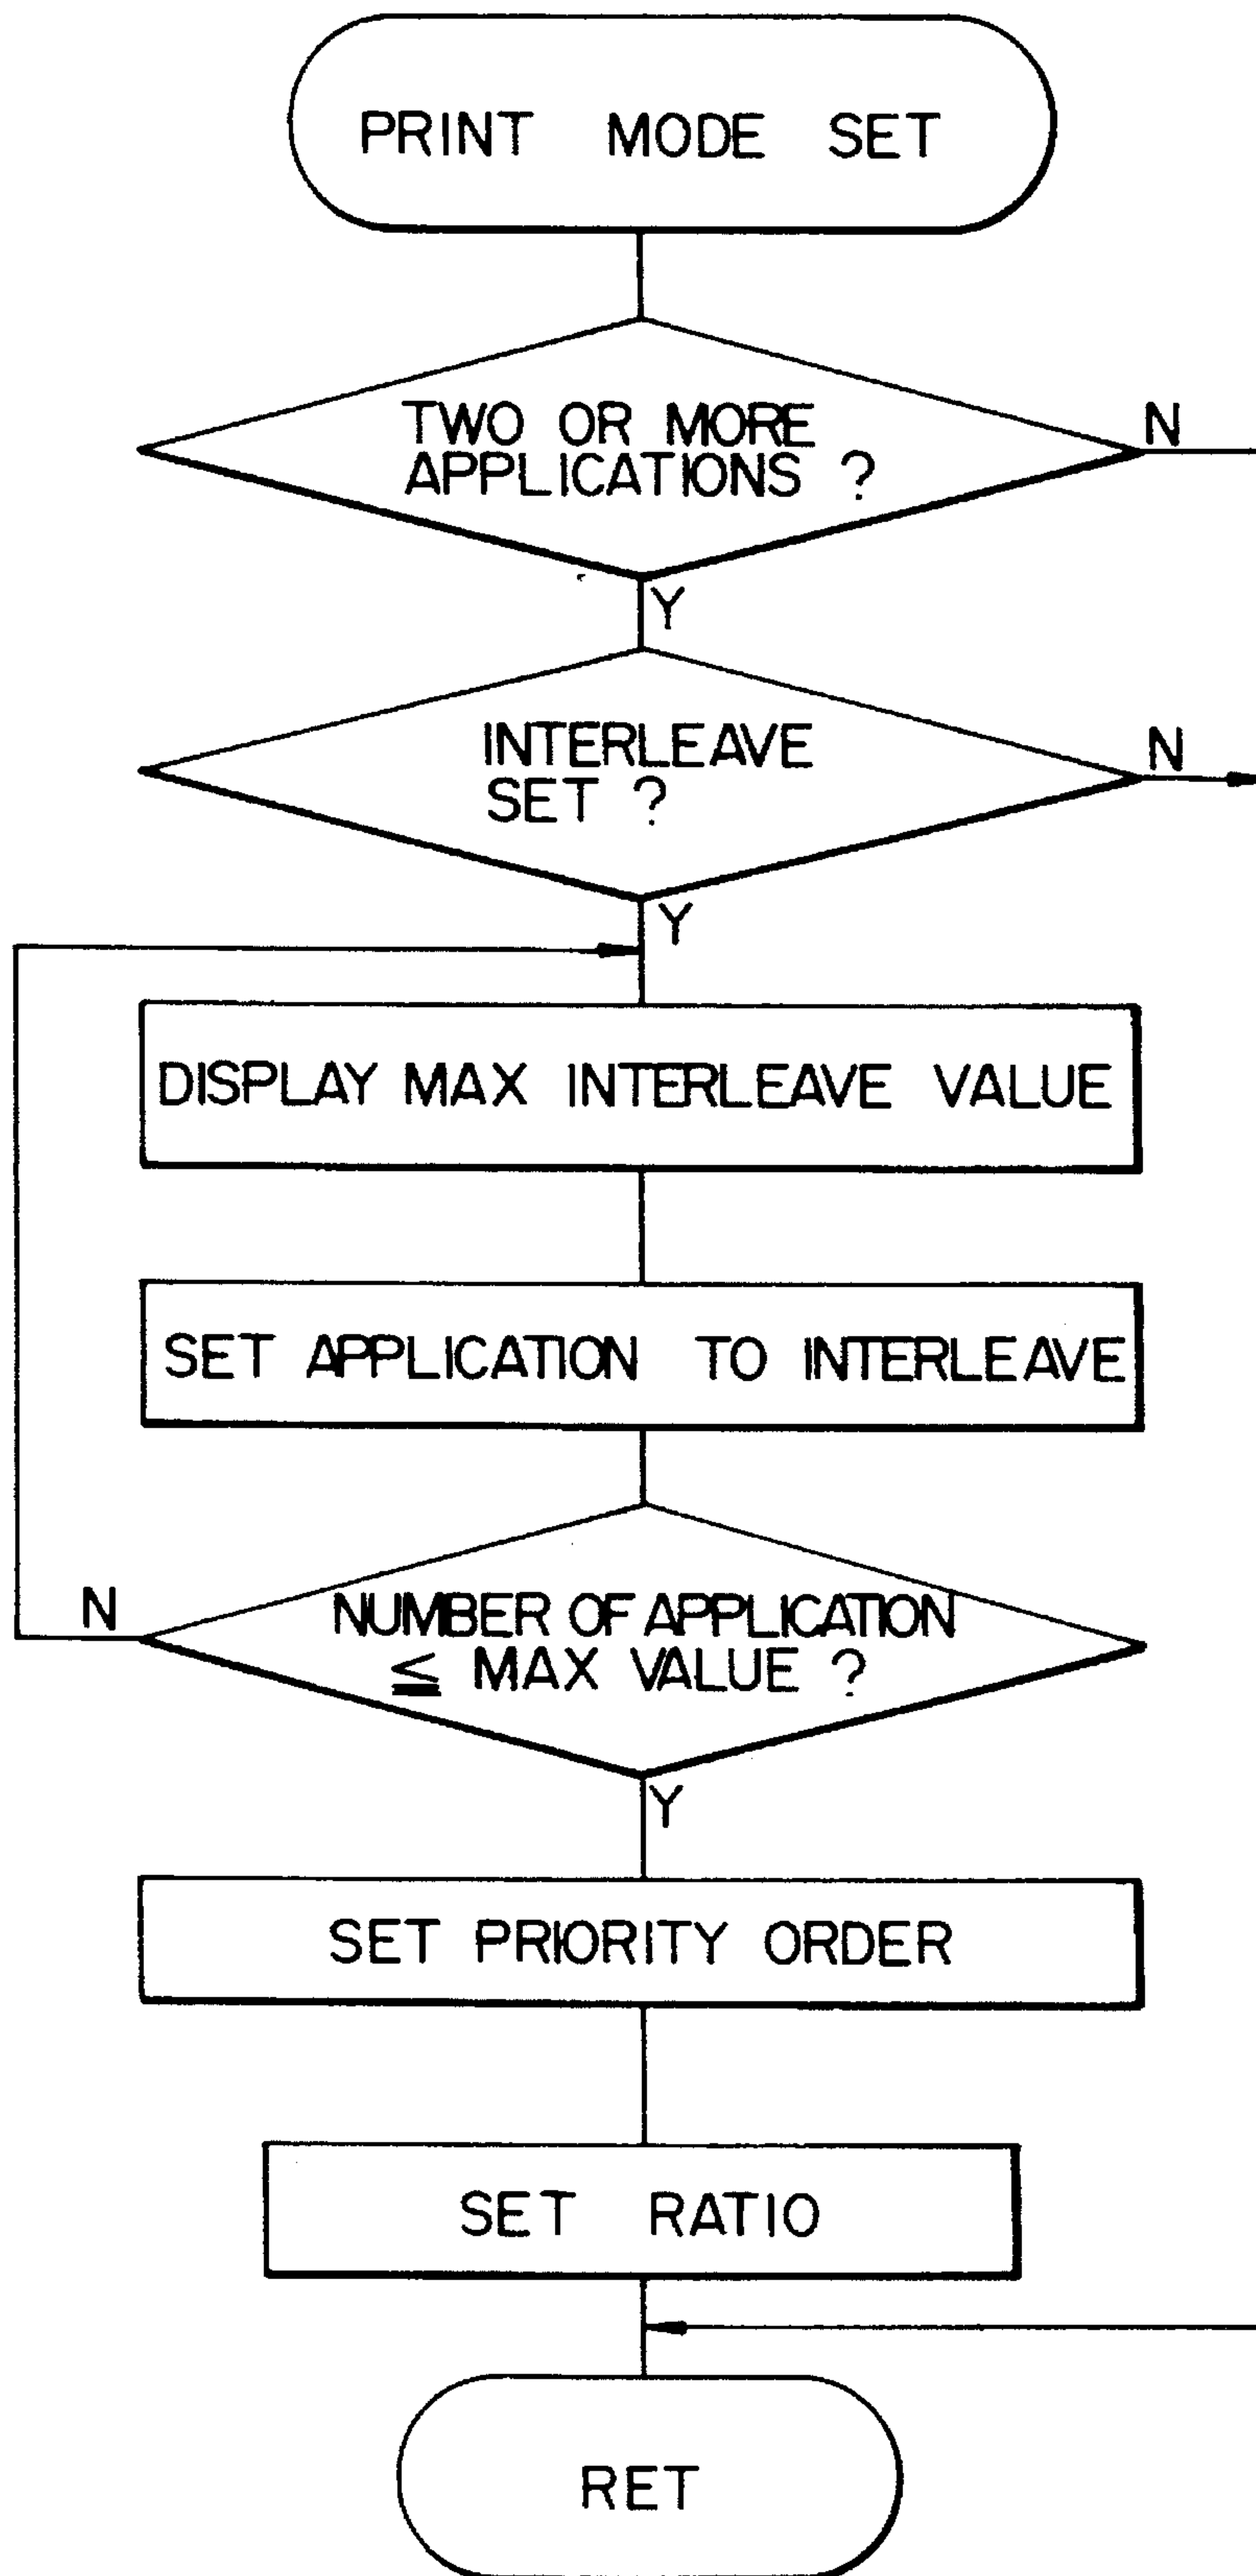 PRINT MODE SET
TWO OR MORE
APPLICATIONS ?
N
Y
INTERLEAVE
SET ?
N
Y
DISPLAY MAX INTERLEAVE VALUE
SET APPLICATION TO INTERLEAVE
N
NUMBER OF APPLICATION
≦ MAX VALUE ?
Y
SET PRIORITY ORDER
SET RATIO
RET